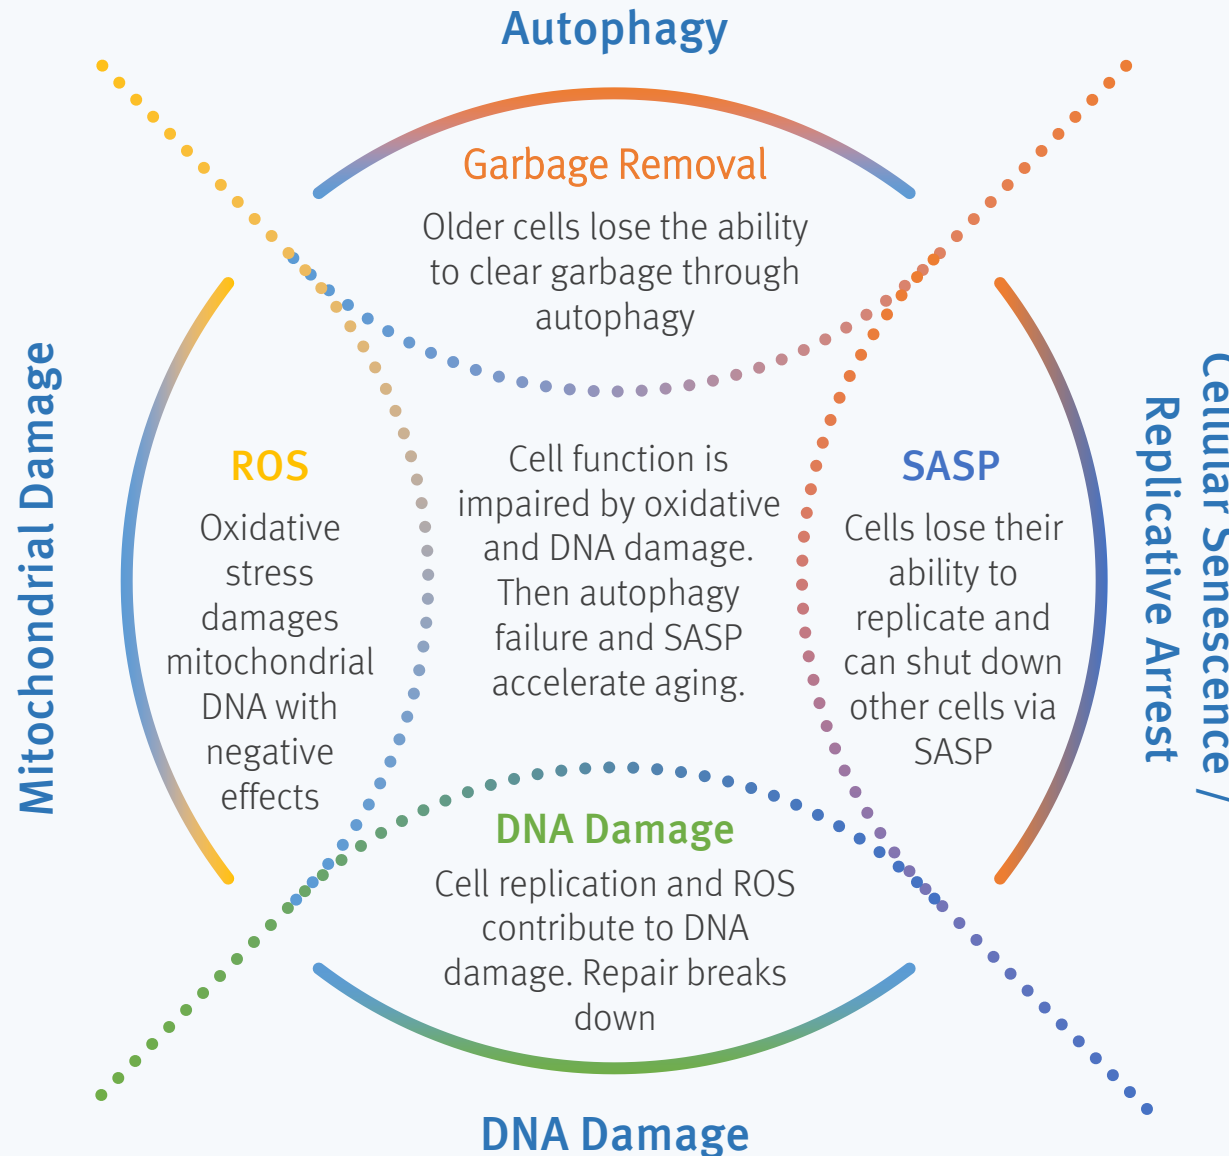 Autophagy
Garbage Removal
Older cells lose the ability
to clear garbage through
autophagy
Mitochondrial Damage
ROS
Oxidative
stress
damages
mitochondrial
DNA with
negative
effects
Cell function is
impaired by oxidative
and DNA damage.
Then autophagy
failure and SASP
accelerate aging.
SASP
Cells lose their
ability to
replicate and
can shut down
other cells via
SASP
Cellular Senescence /
Replicative Arrest
DNA Damage
Cell replication and ROS
contribute to DNA
damage. Repair breaks
down
DNA Damage